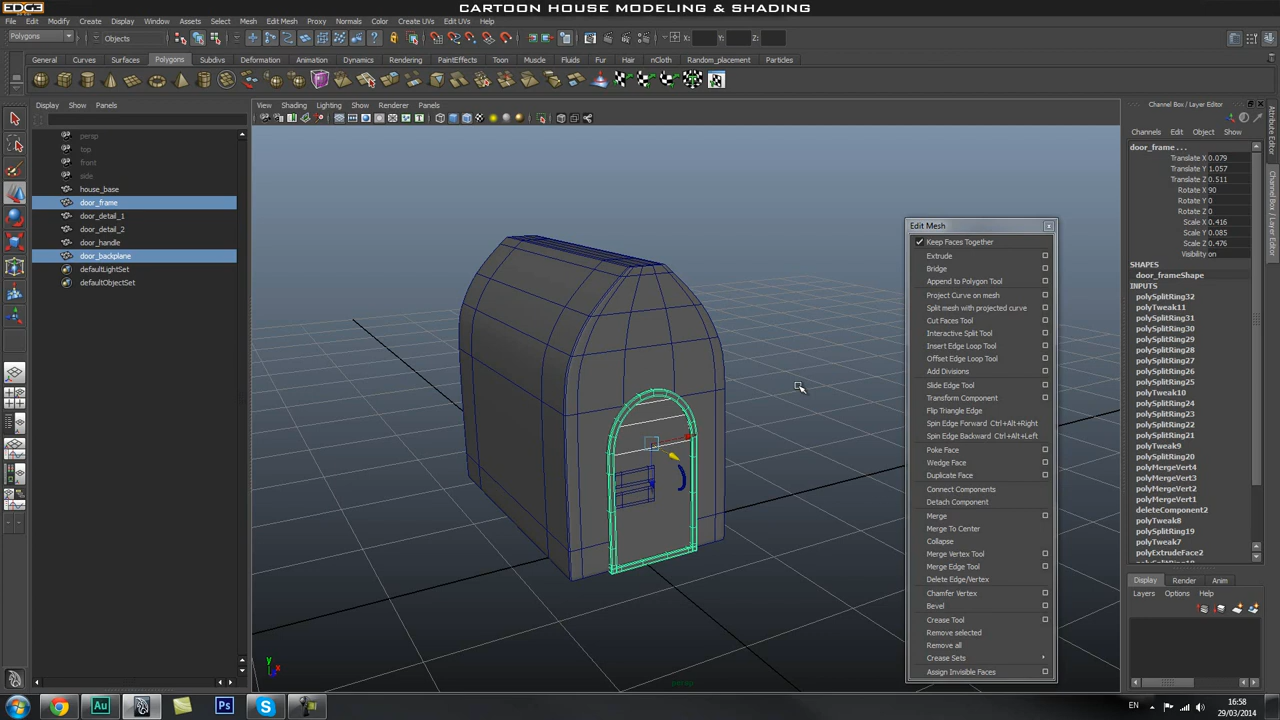 EDGE
CARTOON HOUSE MODELING & SHADING
File Edit Modify Create Display Window Assets Select Mesh Edit Mesh Proxy Normals Color Create UVs Edit UVs Help
Polygons Objects X: Y: Z:
General Curves Surfaces Polygons Subdivs Deformation Animation Dynamics Rendering PaintEffects Toon Muscle Fluids Fur Hair nCloth Random_placement Particles
Display Show Panels
View Shading Lighting Show Renderer Panels
persp
top
front
side
house_base
door_frame
door_detail_1
door_detail_2
door_handle
door_backplane
defaultLightSet
defaultObjectSet
Edit Mesh
Keep Faces Together
Extrude
Bridge
Append to Polygon Tool
Project Curve on mesh
Split mesh with projected curve
Cut Faces Tool
Interactive Split Tool
Insert Edge Loop Tool
Offset Edge Loop Tool
Add Divisions
Slide Edge Tool
Transform Component
Flip Triangle Edge
Spin Edge Forward Ctrl+Alt+Right
Spin Edge Backward Ctrl+Alt+Left
Poke Face
Wedge Face
Duplicate Face
Connect Components
Detach Component
Merge
Merge To Center
Collapse
Merge Vertex Tool
Merge Edge Tool
Delete Edge/Vertex
Chamfer Vertex
Bevel
Crease Tool
Remove selected
Remove all
Crease Sets
Assign Invisible Faces
persp
y
x
Channel Box / Layer Editor
Channels Edit Object Show
door_frame . . .
Translate X 0.079
Translate Y 1.057
Translate Z 0.511
Rotate X 90
Rotate Y 0
Rotate Z 0
Scale X 0.416
Scale Y 0.085
Scale Z 0.476
Visibility on
SHAPES
door_frameShape
INPUTS
polySplitRing32
polyTweak11
polySplitRing31
polySplitRing30
polySplitRing29
polySplitRing28
polySplitRing27
polySplitRing26
polySplitRing25
polyTweak10
polySplitRing24
polySplitRing23
polySplitRing22
polySplitRing21
polyTweak9
polySplitRing20
polyMergeVert4
polyMergeVert3
polyMergeVert2
polyMergeVert1
deleteComponent2
polyTweak8
polySplitRing19
polyTweak7
polyExtrudeFace2
polySplitRing18
Display Render Anim
Layers Options Help
Attribute Editor
Channel Box / Layer Editor
Au
Ps
EN
16:58
29/03/2014